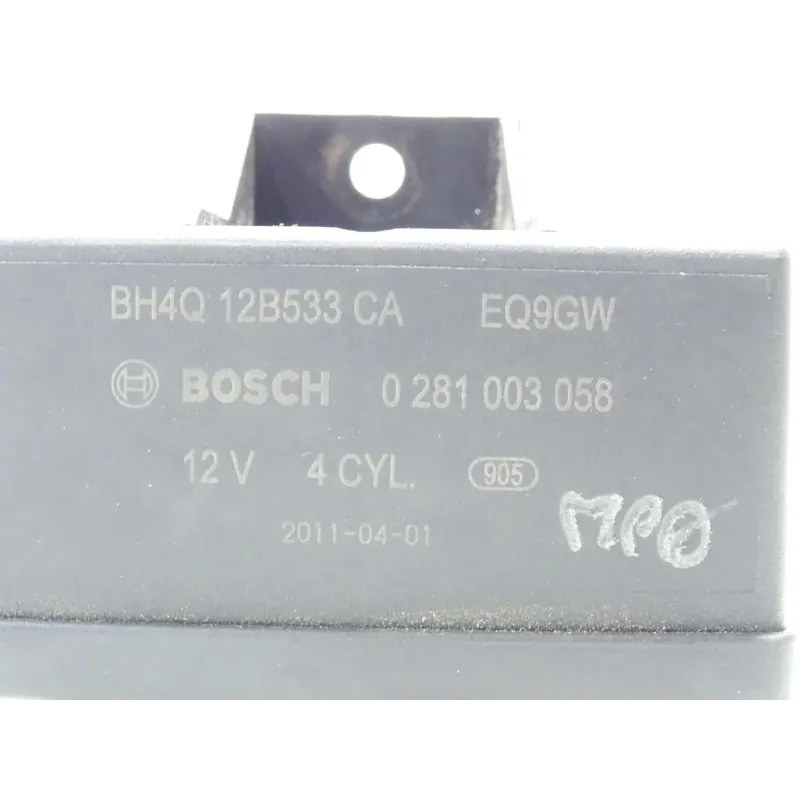 BH4Q 12B533 CA EQ9GW
BOSCH 0 281 003 058
12 V 4 CYL. 905
2011-04-01